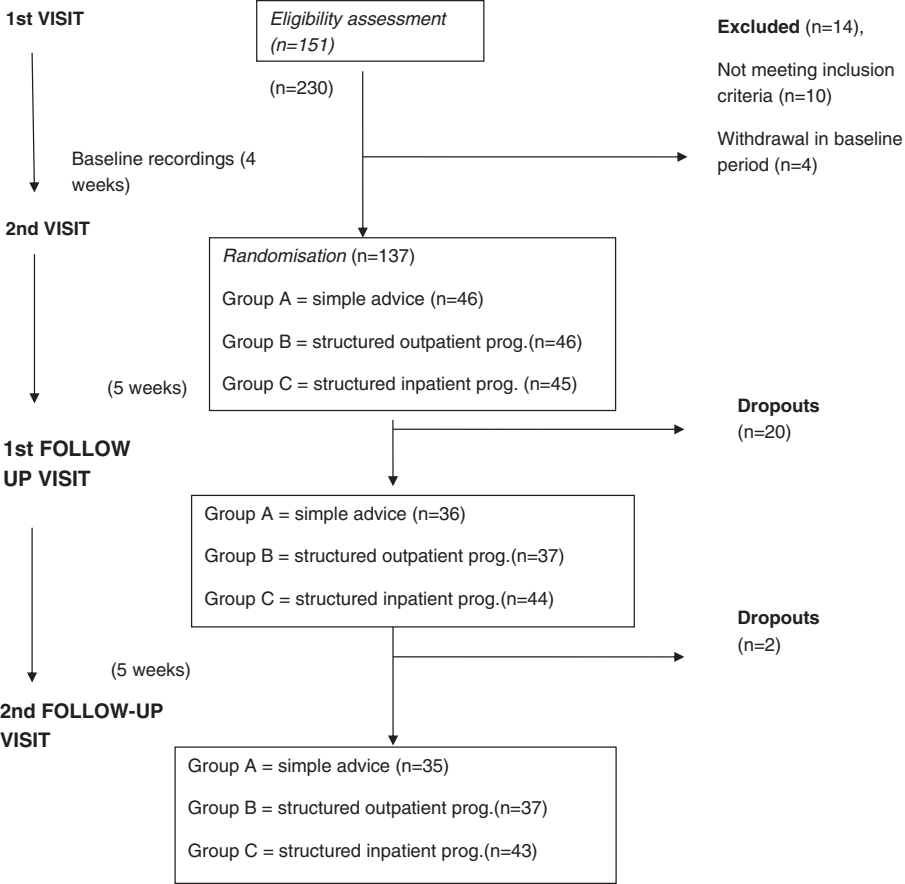 1st VISIT
Eligibility assessment
(n=151)
(n=230)
Excluded (n=14),
Not meeting inclusion
criteria (n=10)
Withdrawal in baseline
period (n=4)
Baseline recordings (4
weeks)
2nd VISIT
Randomisation (n=137)
Group A = simple advice (n=46)
Group B = structured outpatient prog.(n=46)
Group C = structured inpatient prog. (n=45)
(5 weeks)
Dropouts
(n=20)
1st FOLLOW
UP VISIT
Group A = simple advice (n=36)
Group B = structured outpatient prog.(n=37)
Group C = structured inpatient prog.(n=44)
Dropouts
(n=2)
(5 weeks)
2nd FOLLOW-UP
VISIT
Group A = simple advice (n=35)
Group B = structured outpatient prog.(n=37)
Group C = structured inpatient prog.(n=43)